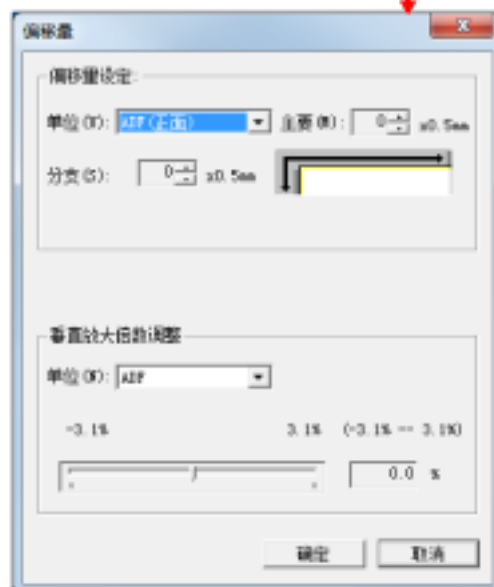 偏移量
偏移量设定:
单位(U): ADF(正面) 主要(M): 0 x0.5mm
分支(S): 0 x0.5mm
垂直放大倍数调整
单位(N): ADF
-3.1% 3.1% (-3.1% -- 3.1%)
0.0 %
确定 取消